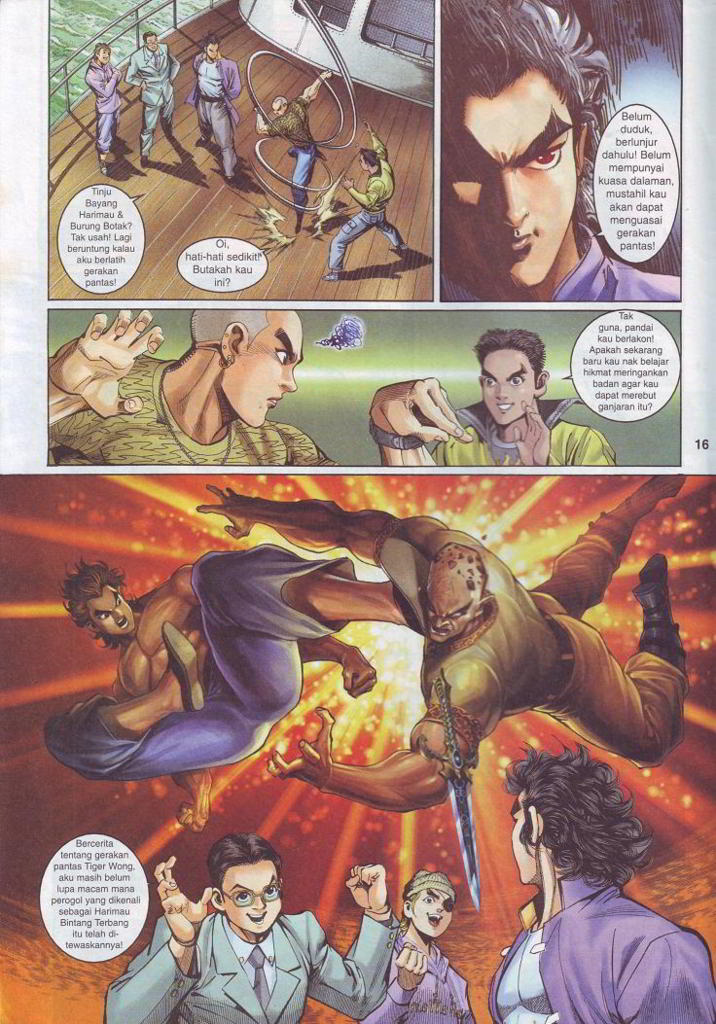 Tinju
Bayang
Harimau &
Burung Botak?
Tak usah! Lagi
beruntung kalau
aku berlatih
gerakan
pantas!
Oi,
hati-hati sedikit!
Butakah kau
ini?
Belum
duduk,
berlunjur
dahulu! Belum
mempunyai
kuasa dalaman,
mustahil kau
akan dapat
menguasai
gerakan
pantas!
Tak
guna, pandai
kau berlakon!
Apakah sekarang
baru kau nak belajar
hikmat meringankan
badan agar kau
dapat merebut
ganjaran itu?
16
Bercerita
tentang gerakan
pantas Tiger Wong,
aku masih belum
lupa macam mana
perogol yang dikenali
sebagai Harimau
Bintang Terbang
itu telah di-
tewaskannya!